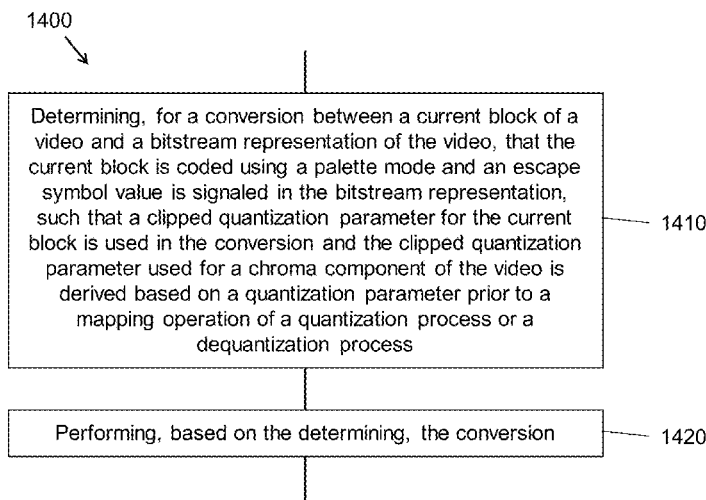 1400
Determining, for a conversion between a current block of a
video and a bitstream representation of the video, that the
current block is coded using a palette mode and an escape
symbol value is signaled in the bitstream representation,
such that a clipped quantization parameter for the current
block is used in the conversion and the clipped quantization
parameter used for a chroma component of the video is
derived based on a quantization parameter prior to a
mapping operation of a quantization process or a
dequantization process
1410
Performing, based on the determining, the conversion
1420